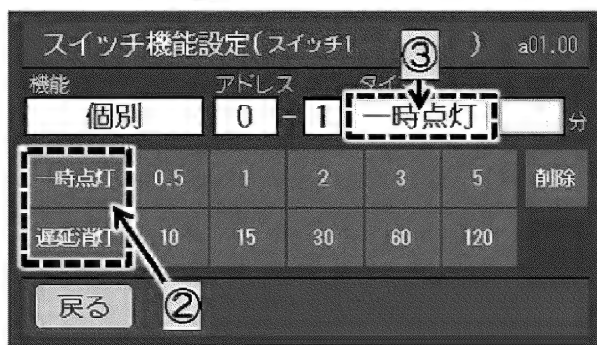 スイッチ機能設定(スイッチ1 ③ ) a01.00
機能 アドレス
個別 0 - 1 一時点灯 分
一時点灯 0.5 1 2 3 5 削除
遅延消灯 10 15 30 60 120
戻る ②